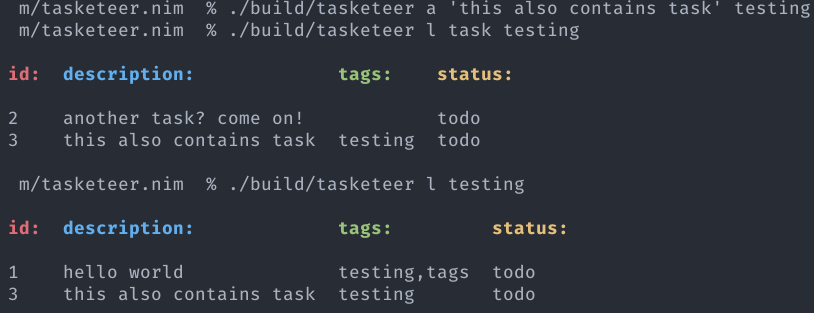 m/tasketeer.nim % ./build/tasketeer a 'this also contains task' testing
m/tasketeer.nim % ./build/tasketeer l task testing
id: description: tags: status:
2 another task? come on! todo
3 this also contains task testing todo
m/tasketeer.nim % ./build/tasketeer l testing
id: description: tags: status:
1 hello world testing,tags todo
3 this also contains task testing todo